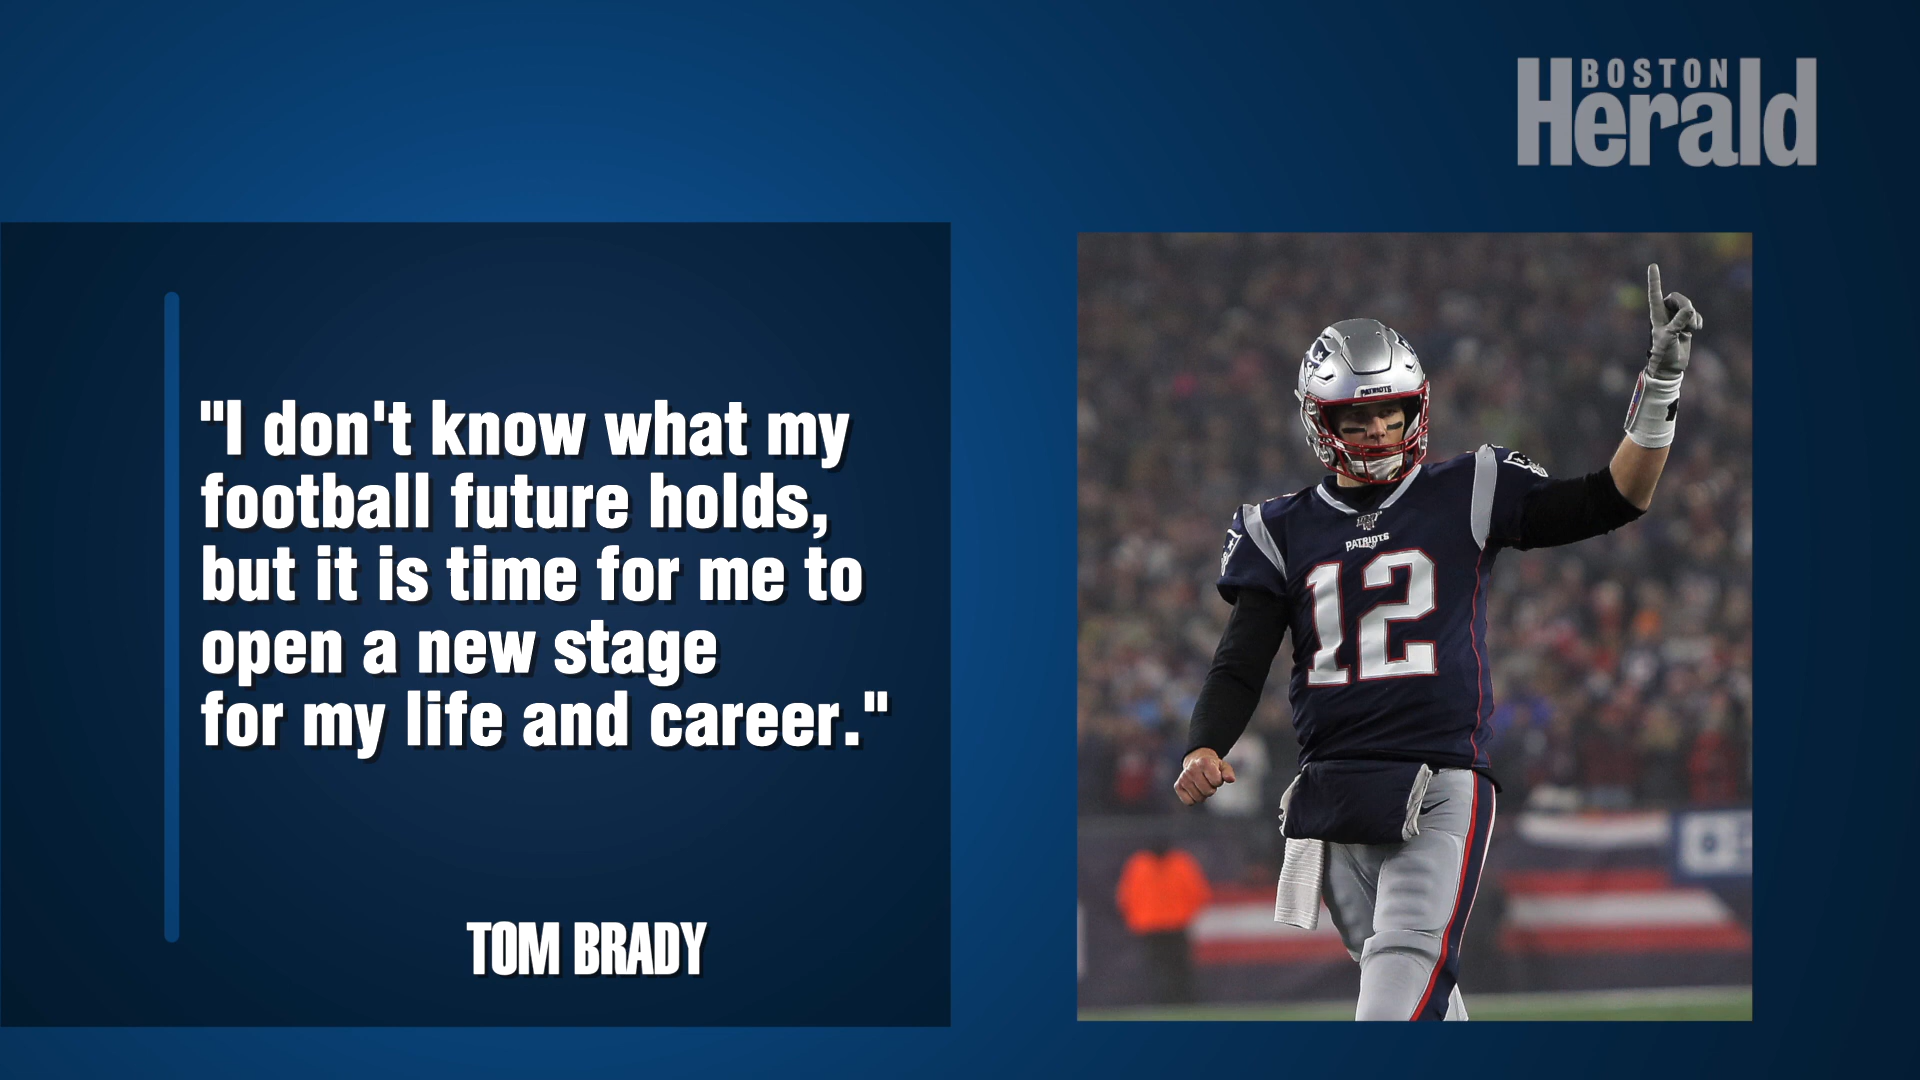 BOSTON
Herald
"I don't know what my
football future holds,
but it is time for me to
open a new stage
for my life and career."
TOM BRADY
PATRIOTS
PATRIOTS
12